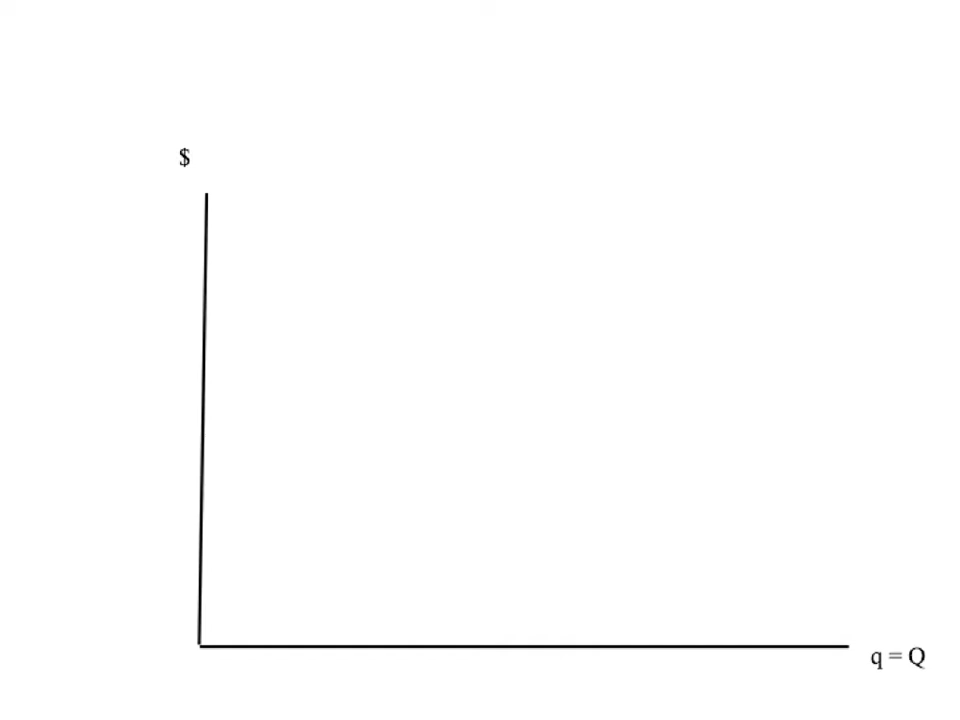 $
q = Q